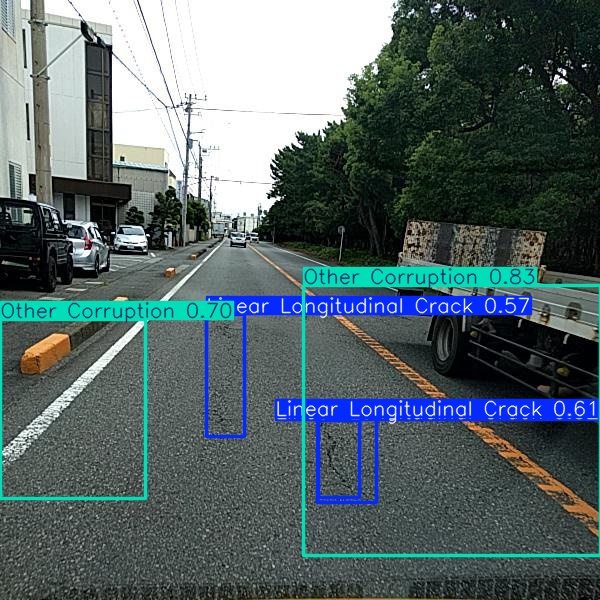 Other Corruption 0.83
Other Corruption 0.70
Linear Longitudinal Crack 0.57
Linear Longitudinal Crack 0.61